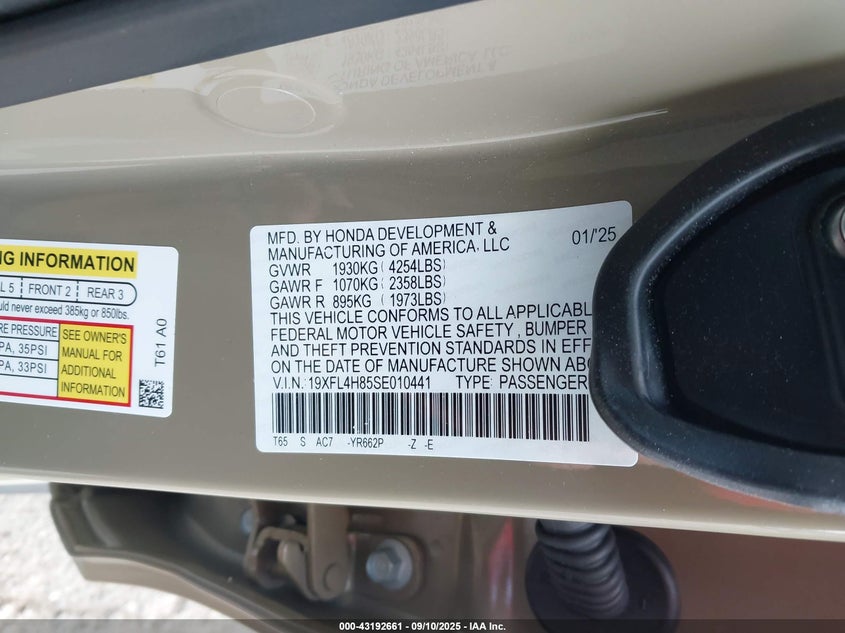 NG INFORMATION
L 5 FRONT 2 REAR 3
uld never exceed 385kg or 850lbs.
RE PRESSURE
PA, 35PSI
PA, 33PSI
SEE OWNER'S
MANUAL FOR
ADDITIONAL
INFORMATION
T61 A0
MFD. BY HONDA DEVELOPMENT &
MANUFACTURING OF AMERICA, LLC 01/'25
GVWR 1930KG ( 4254LBS )
GAWR F 1070KG ( 2358LBS )
GAWR R 895KG ( 1973LBS )
THIS VEHICLE CONFORMS TO ALL APPLICABL
FEDERAL MOTOR VEHICLE SAFETY , BUMPER
AND THEFT PREVENTION STANDARDS IN EFF
ON THE DATE OF MANUFACTURE SHOWN ABO
V.I.N.: 19XFL4H85SE010441 TYPE: PASSENGER
T65 S AC7 -YR662P -Z -E
000-43192661 - 09/10/2025 - IAA Inc.